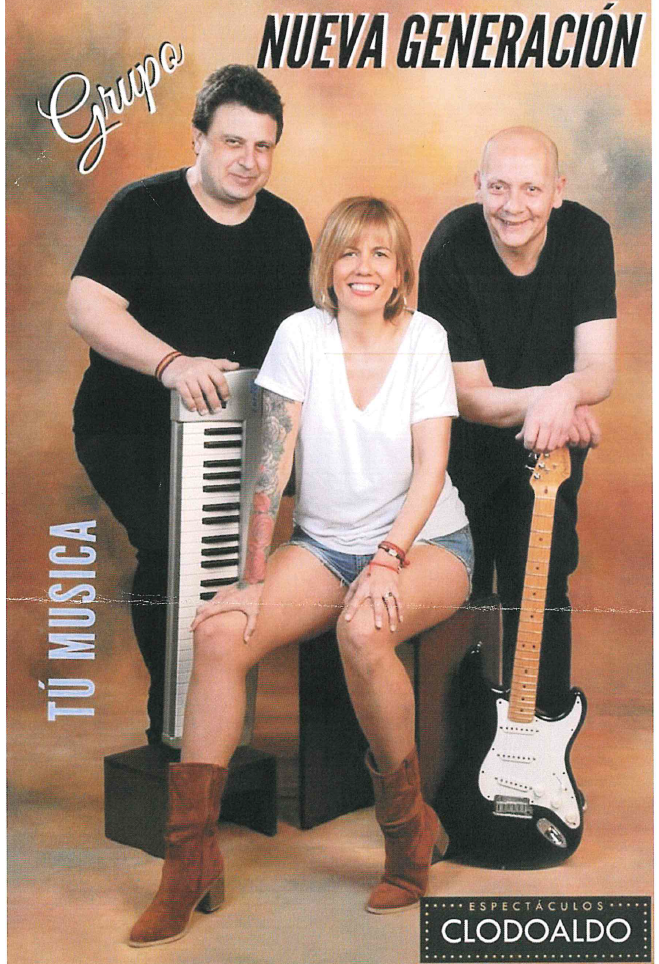 Grupo
NUEVA GENERACIÓN
TÚ MUSICA
ESPECTÁCULOS
CLODOALDO